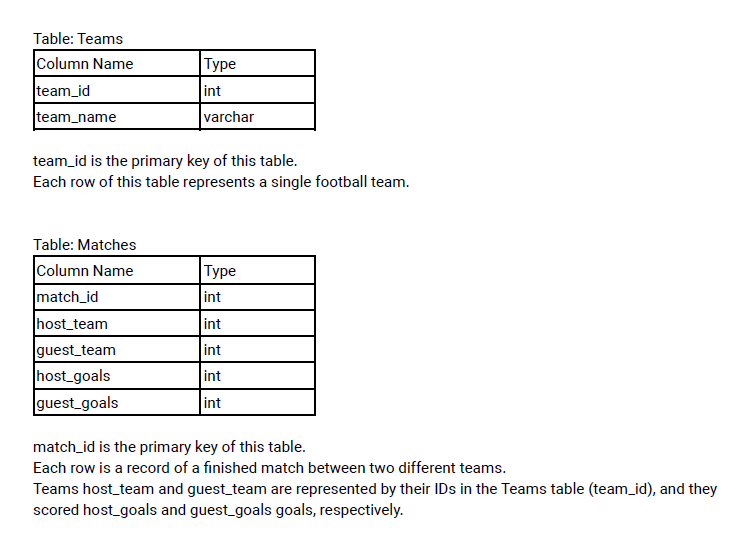 Table: Teams
Column Name Type
team_id int
team_name varchar
team_id is the primary key of this table.
Each row of this table represents a single football team.
Table: Matches
Column Name Type
match_id int
host_team int
guest_team int
host_goals int
guest_goals int
match_id is the primary key of this table.
Each row is a record of a finished match between two different teams.
Teams host_team and guest_team are represented by their IDs in the Teams table (team_id), and they
scored host_goals and guest_goals goals, respectively.